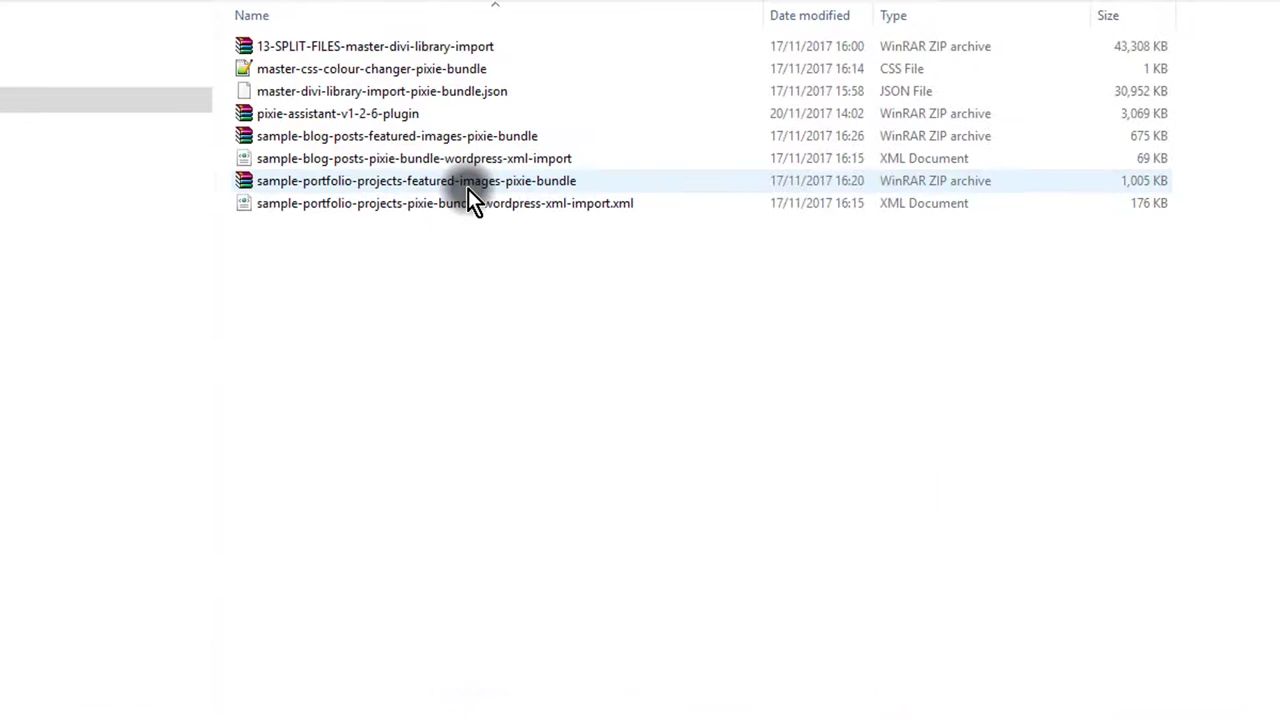 Name Date modified Type Size
13-SPLIT-FILES-master-divi-library-import 17/11/2017 16:00 WinRAR ZIP archive 43,308 KB
master-css-colour-changer-pixie-bundle 17/11/2017 16:14 CSS File 1 KB
master-divi-library-import-pixie-bundle.json 17/11/2017 15:58 JSON File 30,952 KB
pixie-assistant-v1-2-6-plugin 20/11/2017 14:02 WinRAR ZIP archive 3,069 KB
sample-blog-posts-featured-images-pixie-bundle 17/11/2017 16:26 WinRAR ZIP archive 675 KB
sample-blog-posts-pixie-bundle-wordpress-xml-import 17/11/2017 16:15 XML Document 69 KB
sample-portfolio-projects-featured-images-pixie-bundle 17/11/2017 16:20 WinRAR ZIP archive 1,005 KB
sample-portfolio-projects-pixie-bundle-wordpress-xml-import.xml 17/11/2017 16:15 XML Document 176 KB